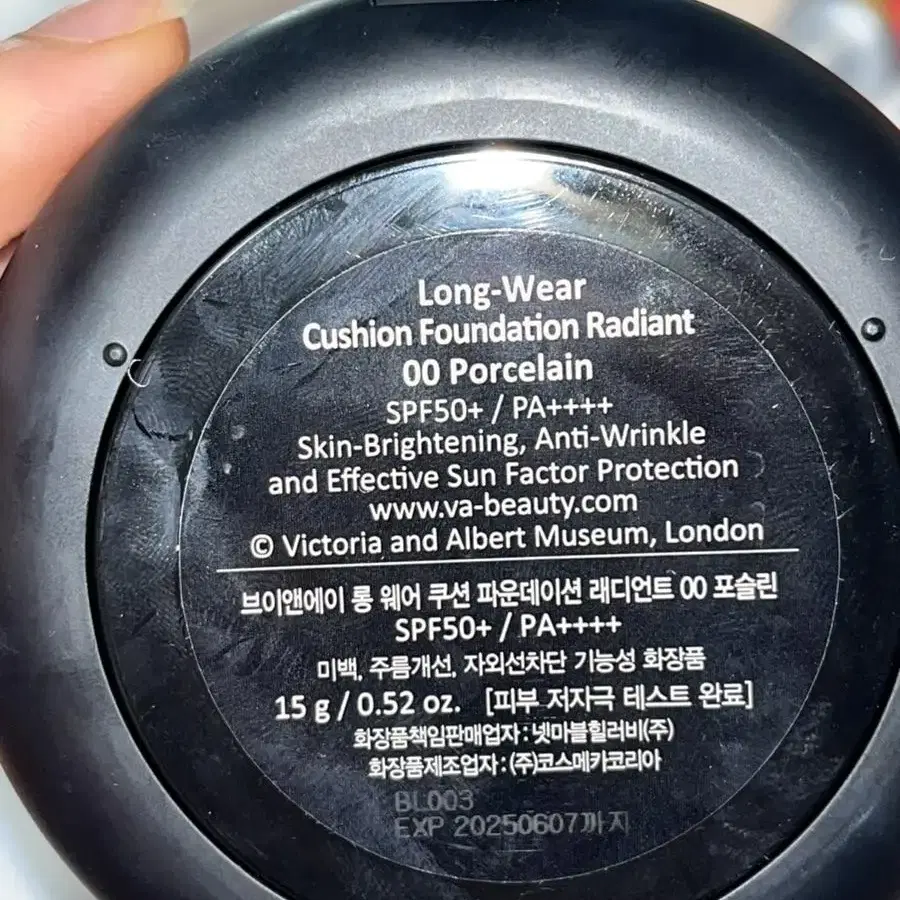 Long-Wear
Cushion Foundation Radiant
00 Porcelain
SPF50+ / PA++++
Skin-Brightening, Anti-Wrinkle
and Effective Sun Factor Protection
www.va-beauty.com
© Victoria and Albert Museum, London
브이앤에이 롱 웨어 쿠션 파운데이션 래디언트 00 포슬린
SPF50+ / PA++++
미백, 주름개선, 자외선차단 기능성 화장품
15 g / 0.52 oz. [피부 저자극 테스트 완료]
화장품책임판매업자 : 넷마블힐러비(주)
화장품제조업자 : (주)코스메카코리아
BL003
EXP 20250607까지